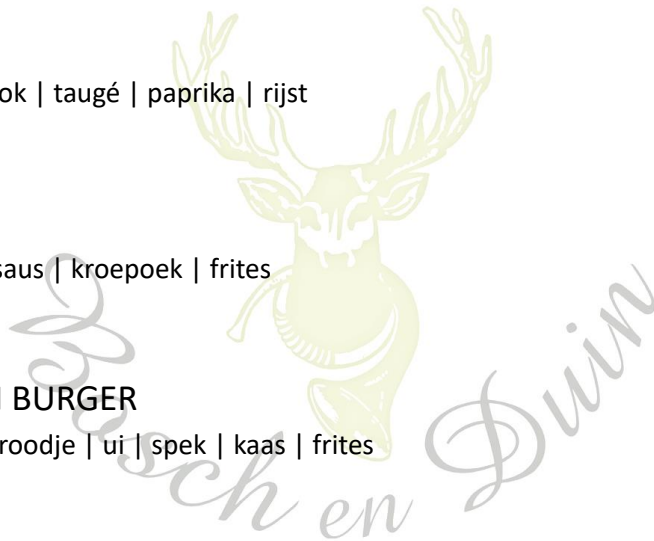 ok | taugé | paprika | rijst
saus | kroepoek | frites
BURGER
roodje | ui | spek | kaas | frites
Bosch en Duin